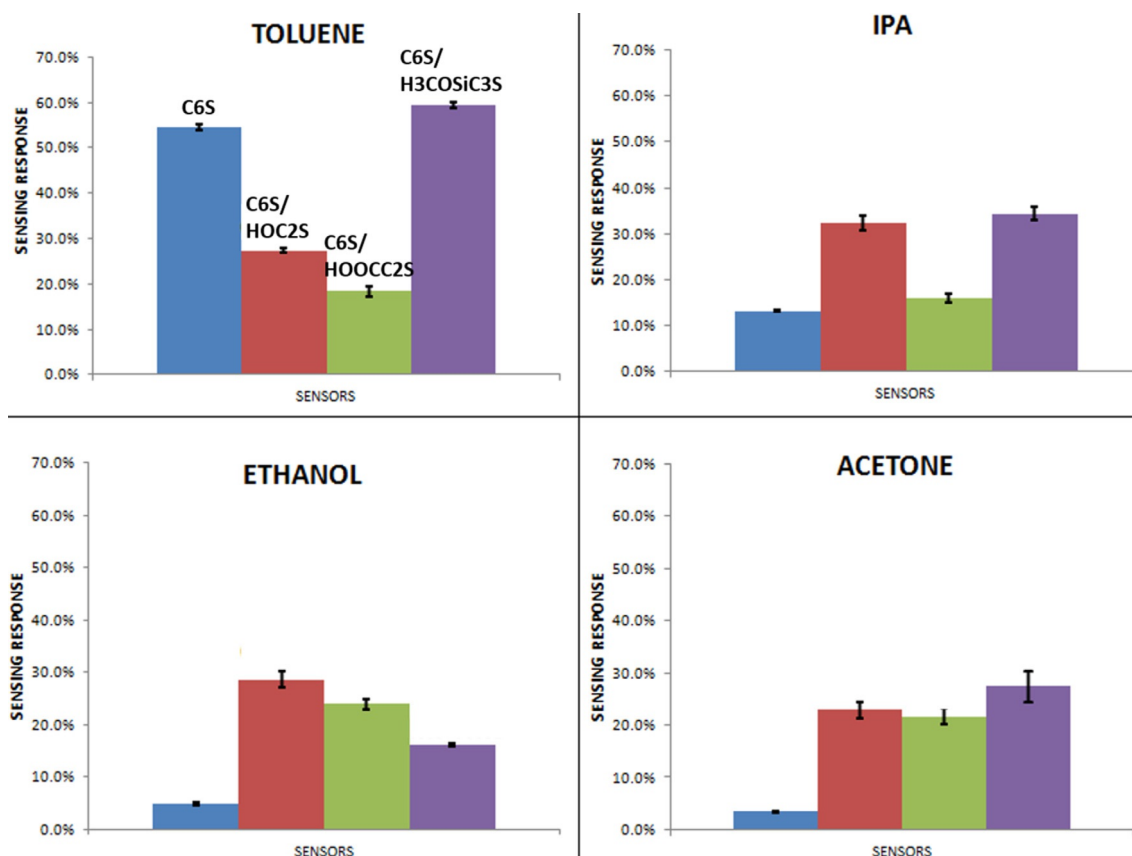 TOLUENE
70.0%
60.0%
50.0%
40.0%
30.0%
20.0%
10.0%
0.0%
SENSING RESPONSE
C6S
C6S/
HOC2S
C6S/
HOOCC2S
C6S/
H3COSiC3S
SENSORS
IPA
70.0%
60.0%
50.0%
40.0%
30.0%
20.0%
10.0%
0.0%
SENSING RESPONSE
SENSORS
ETHANOL
70.0%
60.0%
50.0%
40.0%
30.0%
20.0%
10.0%
0.0%
SENSING RESPONSE
SENSORS
ACETONE
70.0%
60.0%
50.0%
40.0%
30.0%
20.0%
10.0%
0.0%
SENSING RESPONSE
SENSORS